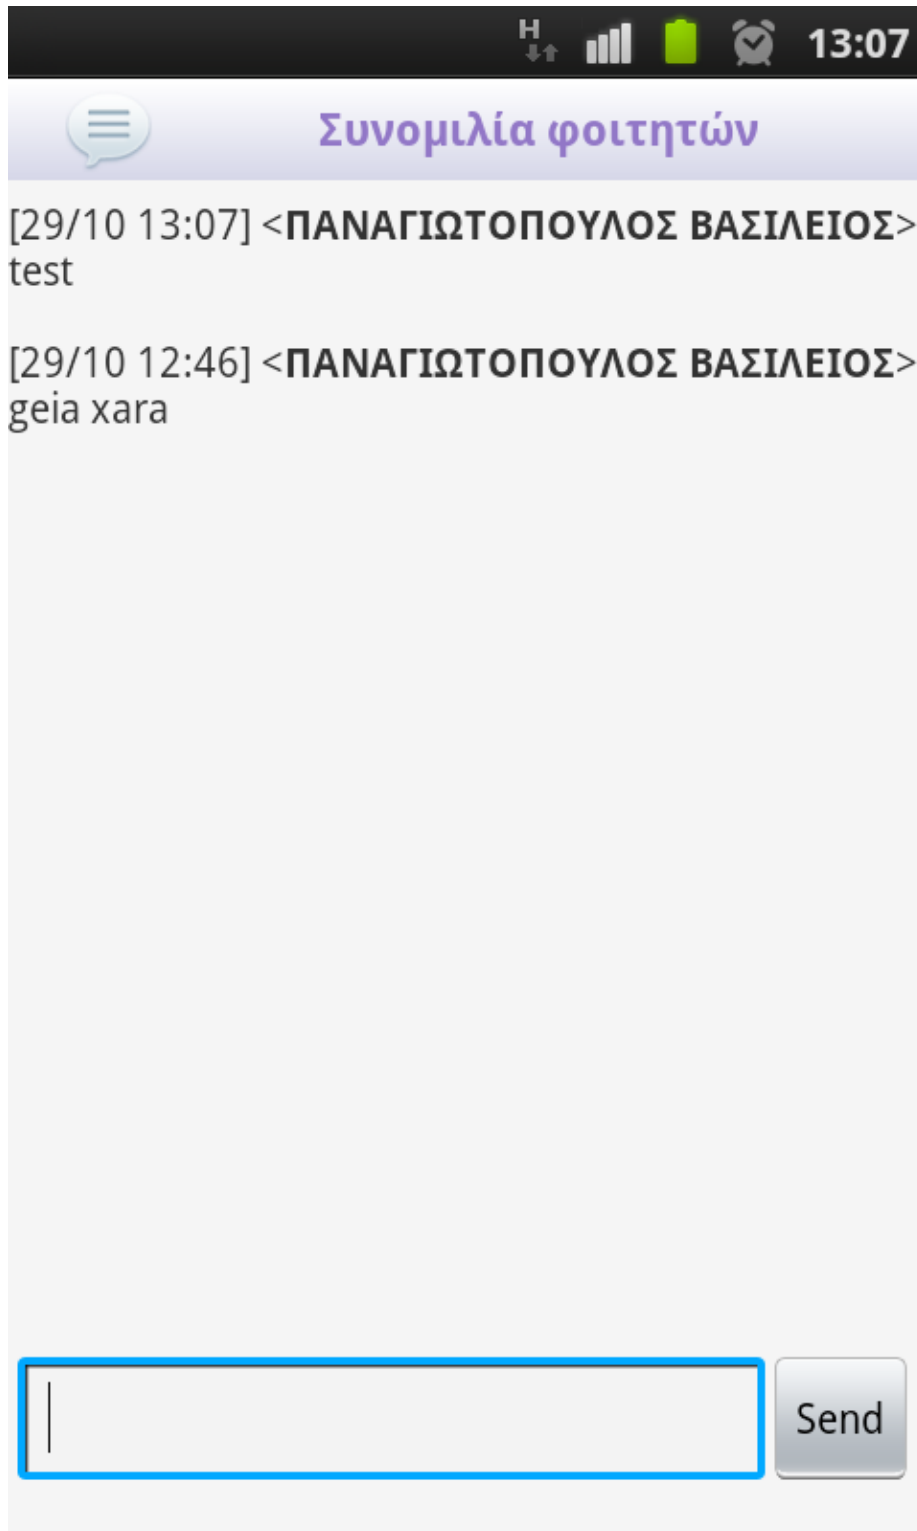 H 13:07
Συνομιλία φοιτητών
[29/10 13:07] <ΠΑΝΑΓΙΩΤΟΠΟΥΛΟΣ ΒΑΣΙΛΕΙΟΣ>
test
[29/10 12:46] <ΠΑΝΑΓΙΩΤΟΠΟΥΛΟΣ ΒΑΣΙΛΕΙΟΣ>
geia xara
Send